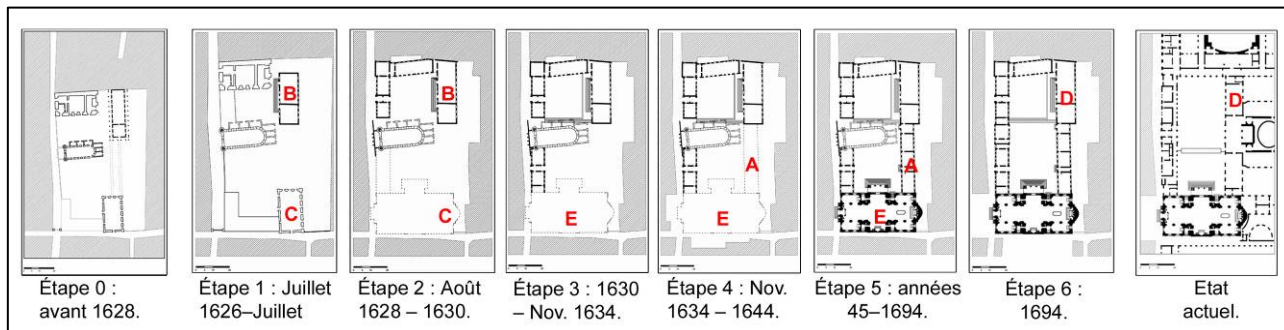 B
C
B
C
E
A
E
A
E
D
D
Étape 0 :
avant 1628.
Étape 1 : Juillet
1626–Juillet
Étape 2 : Août
1628 – 1630.
Étape 3 : 1630
– Nov. 1634.
Étape 4 : Nov.
1634 – 1644.
Étape 5 : années
45–1694.
Étape 6 :
1694.
Etat
actuel.